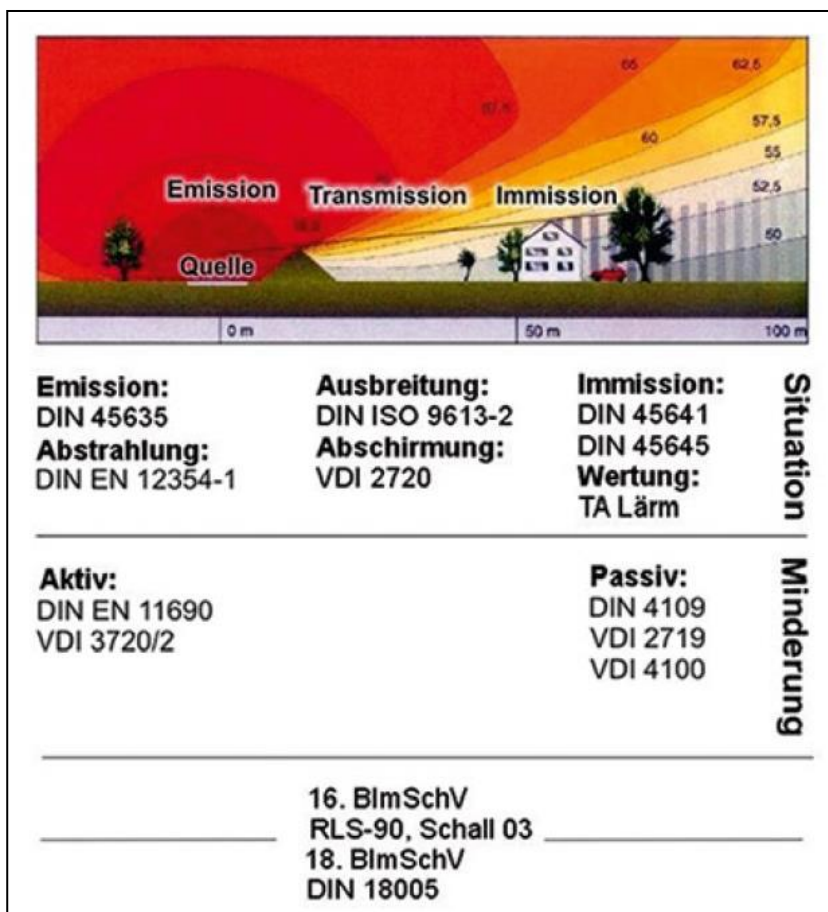 65
62,5
67,5
60
57,5
55
52,5
50
Emission Transmission Immission
Quelle
0 m 50 m 100 m
Emission:
DIN 45635
Abstrahlung:
DIN EN 12354-1
Ausbreitung:
DIN ISO 9613-2
Abschirmung:
VDI 2720
Immission:
DIN 45641
DIN 45645
Wertung:
TA Lärm
Situation
Aktiv:
DIN EN 11690
VDI 3720/2
Passiv:
DIN 4109
VDI 2719
VDI 4100
Minderung
16. BImSchV
RLS-90, Schall 03
18. BImSchV
DIN 18005